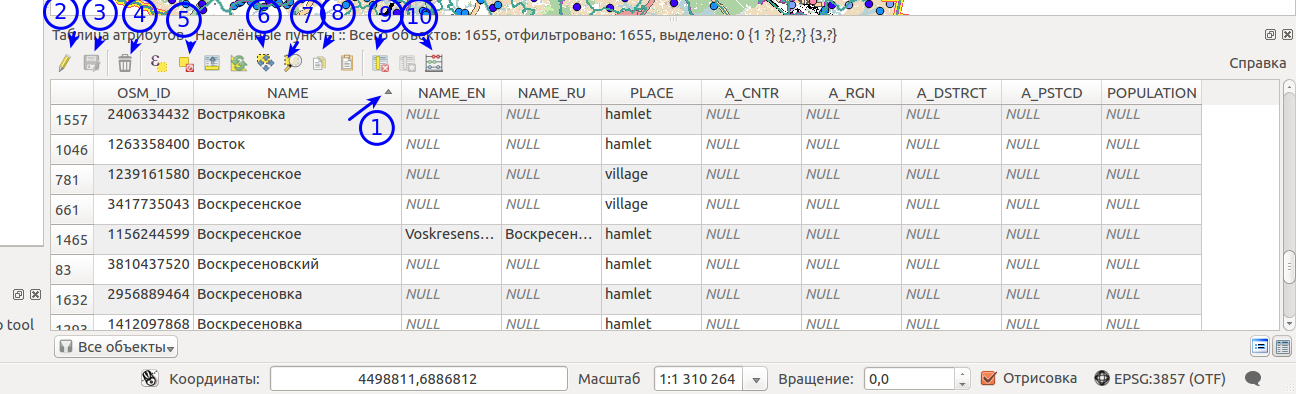 2 3 4 5 6 7 8 9 10
Таблица атрибутов - Населённые пункты :: Всего объектов: 1655, отфильтровано: 1655, выделено: 0 {1 ?} {2,?} {3,?}
Справка
OSM_ID NAME NAME_EN NAME_RU PLACE A_CNTR A_RGN A_DSTRCT A_PSTCD POPULATION
1
1557 2406334432 Востряковка NULL NULL hamlet NULL NULL NULL NULL NULL
1046 1263358400 Восток NULL NULL hamlet NULL NULL NULL NULL NULL
781 1239161580 Воскресенское NULL NULL village NULL NULL NULL NULL NULL
661 3417735043 Воскресенское NULL NULL village NULL NULL NULL NULL NULL
1465 1156244599 Воскресенское Voskresens... Воскресен... hamlet NULL NULL NULL NULL NULL
83 3810437520 Воскресеновский NULL NULL hamlet NULL NULL NULL NULL NULL
1632 2956889464 Воскресеновка NULL NULL hamlet NULL NULL NULL NULL NULL
1293 1412097868 Воскресеновка NULL NULL hamlet NULL NULL NULL NULL NULL
tool
Все объекты
Координаты: 4498811,6886812 Масштаб 1:1 310 264 Вращение: 0,0 Отрисовка EPSG:3857 (OTF)